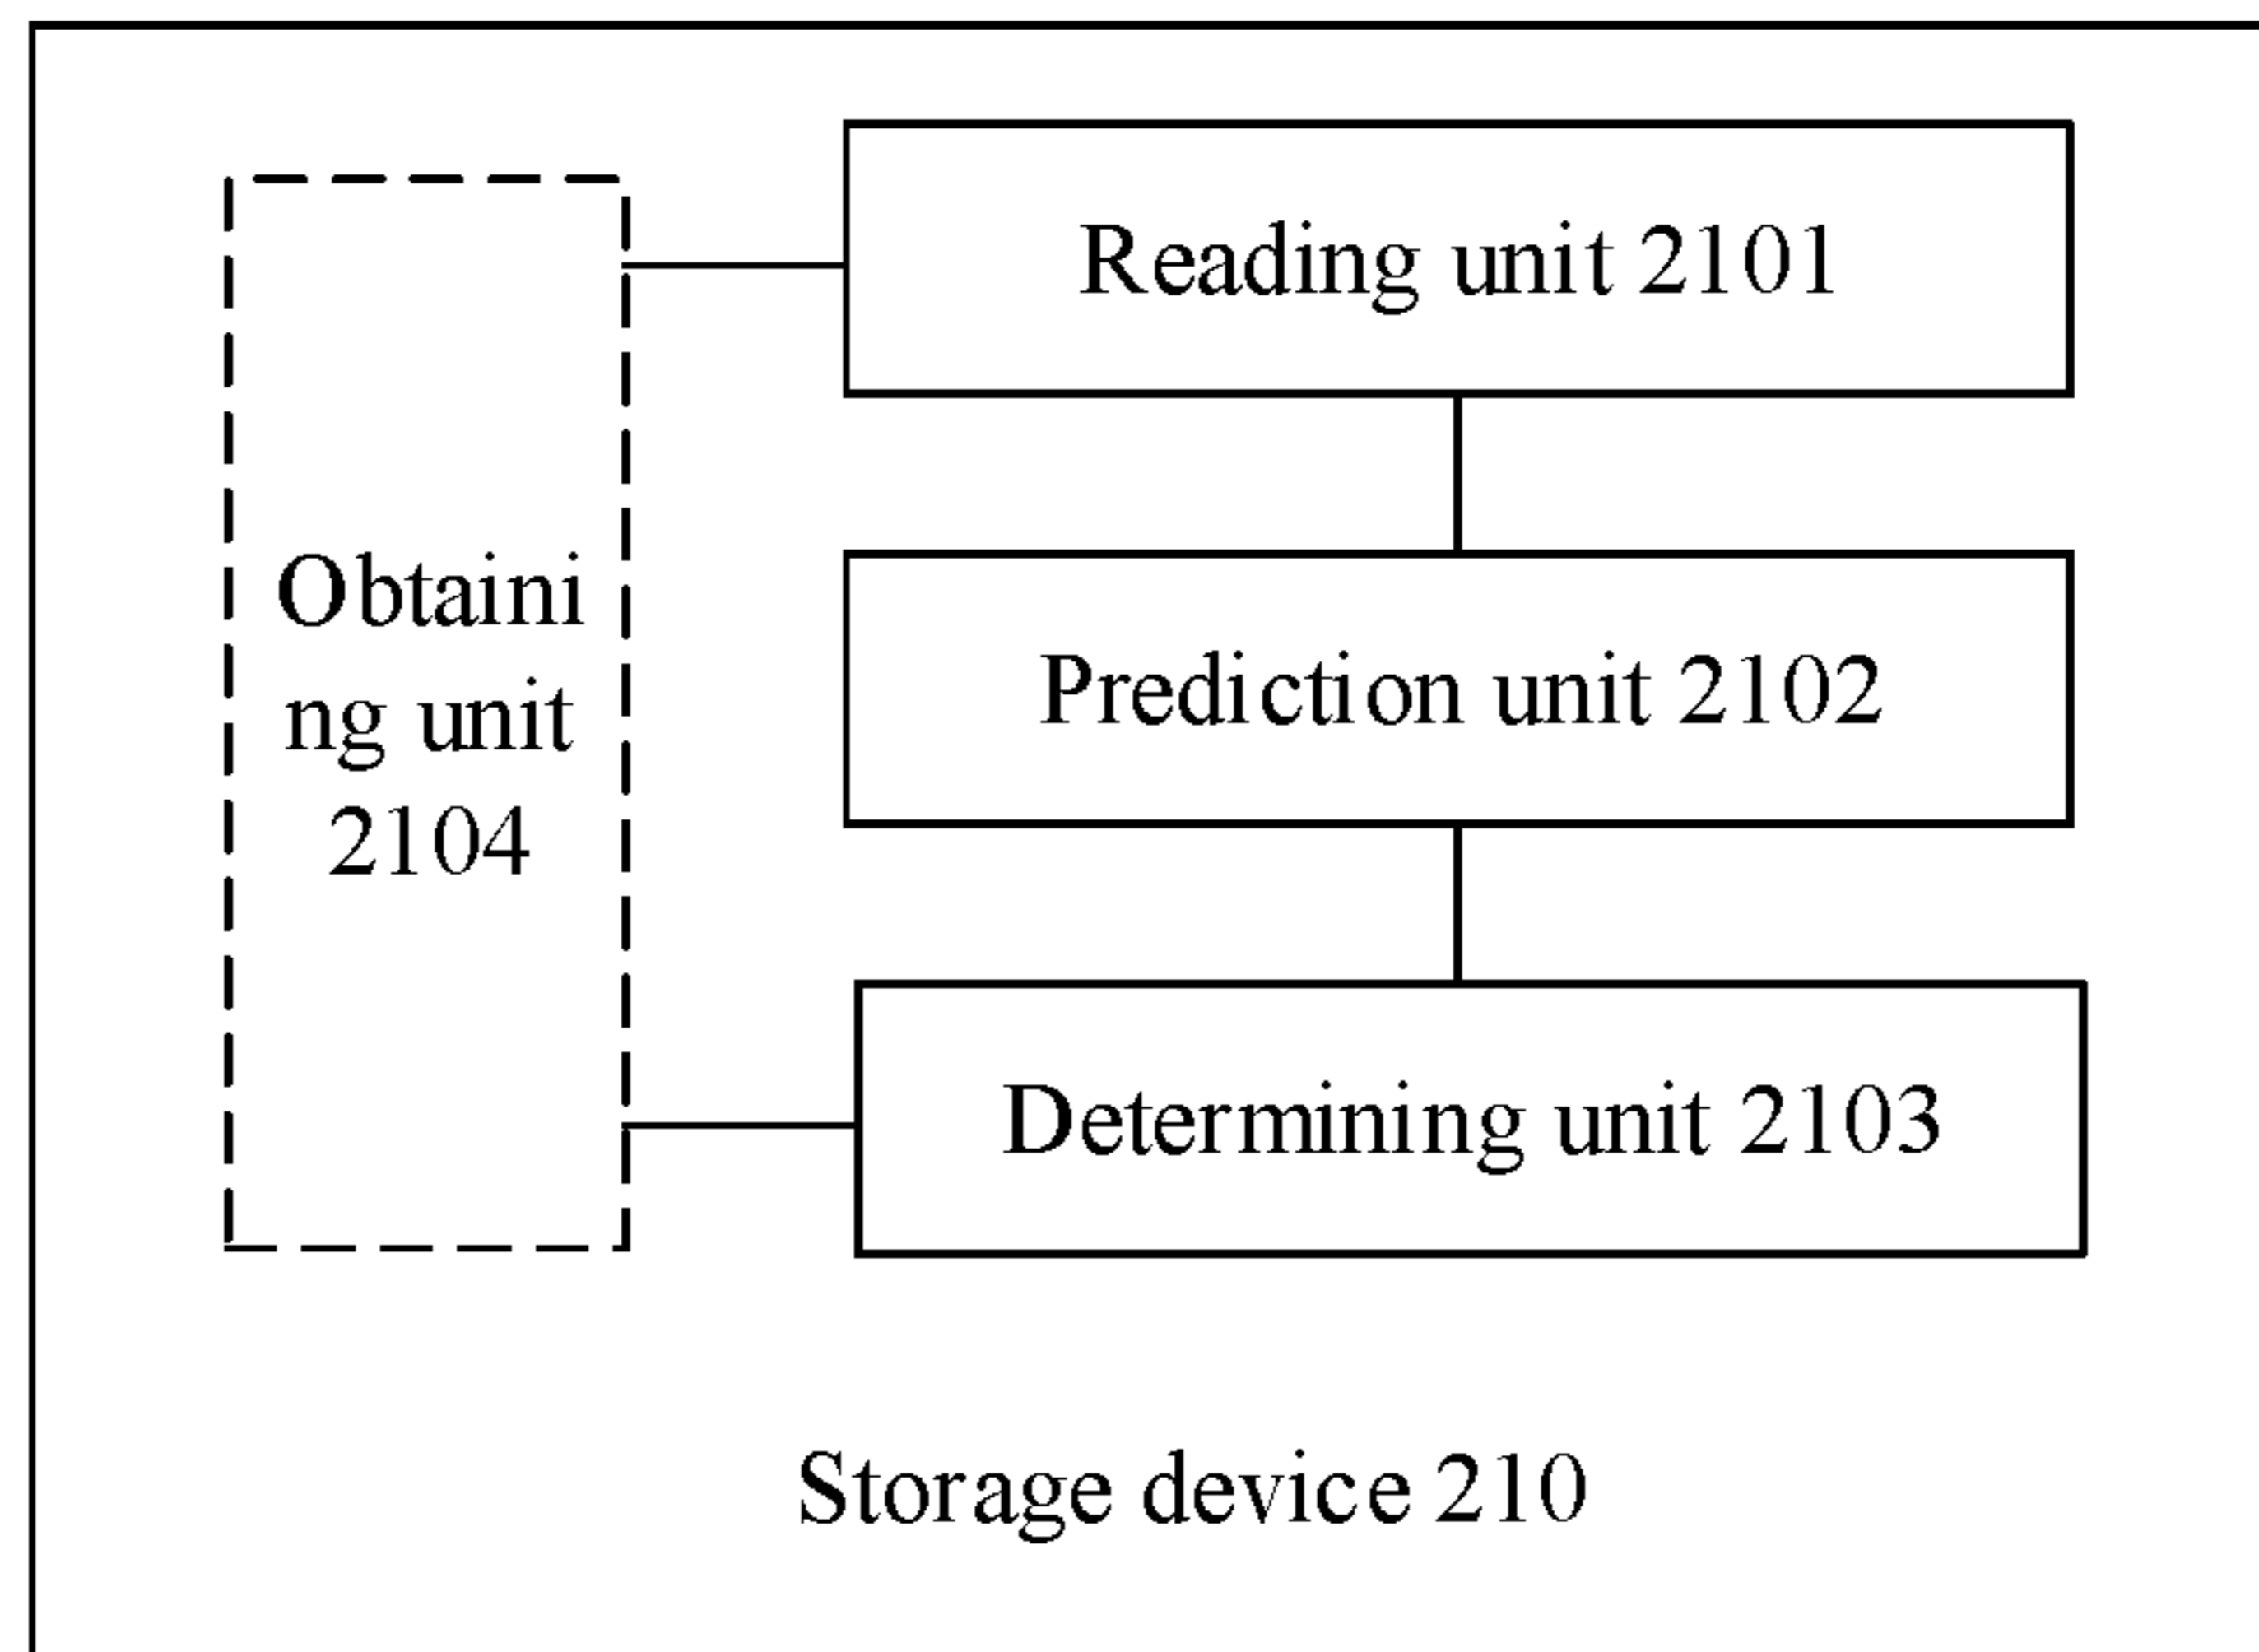 Reading unit 2101
Obtaini
ng unit
2104
Prediction unit 2102
Determining unit 2103
Storage device 210